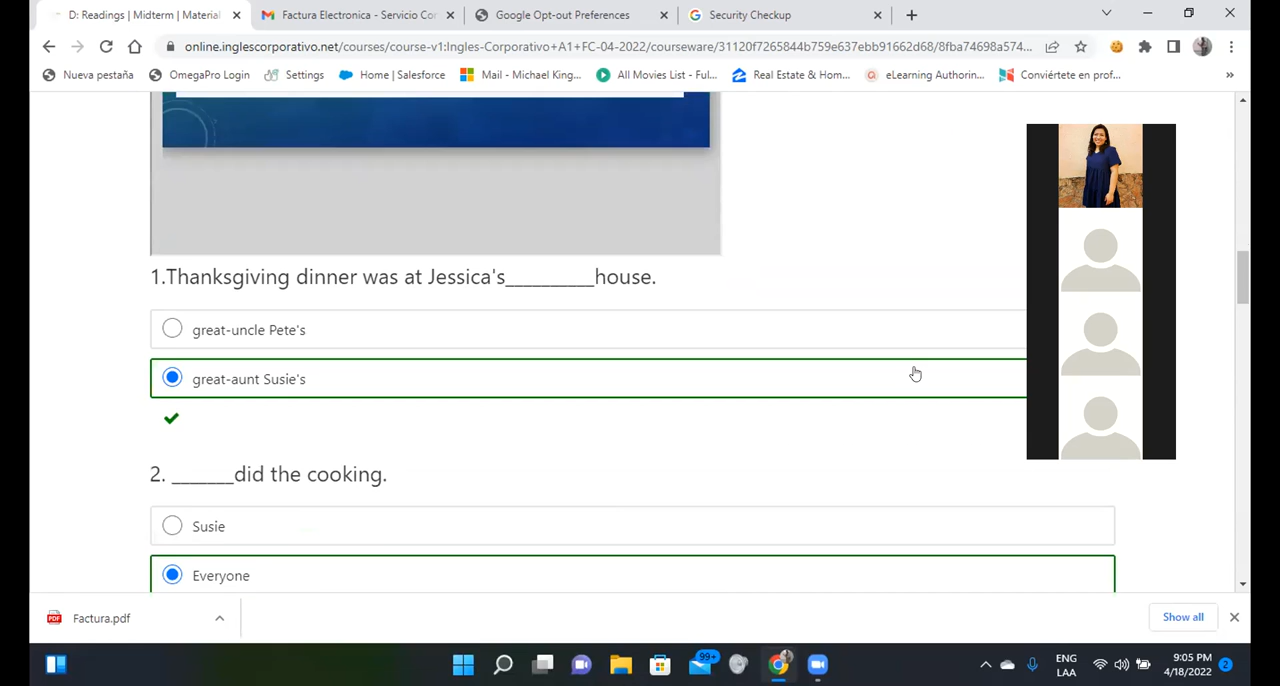 D: Readings | Midterm | Material
Factura Electronica - Servicio Cor
Google Opt-out Preferences
Security Checkup
online.inglescorporativo.net/courses/course-v1:Ingles-Corporativo+A1+FC-04-2022/courseware/31120f7265844b759e637ebb91662d68/8fba74698a574...
Nueva pestaña
OmegaPro Login
Settings
Home | Salesforce
Mail - Michael King...
All Movies List - Ful...
Real Estate & Hom...
eLearning Authorin...
Conviértete en prof...
»
1.Thanksgiving dinner was at Jessica's__________house.
great-uncle Pete's
great-aunt Susie's
2. _______did the cooking.
Susie
Everyone
Factura.pdf
Show all
99+
ENG
LAA
9:05 PM
4/18/2022
2